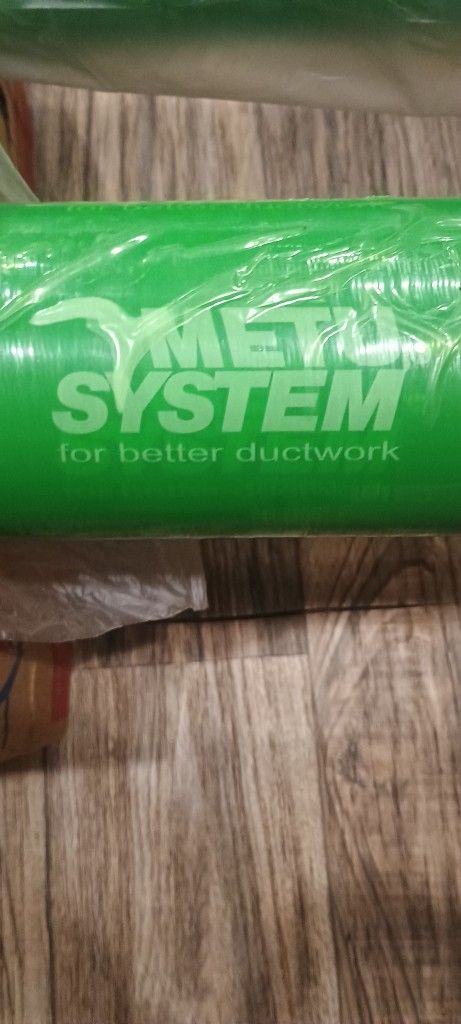 METU
SYSTEM
for better ductwork